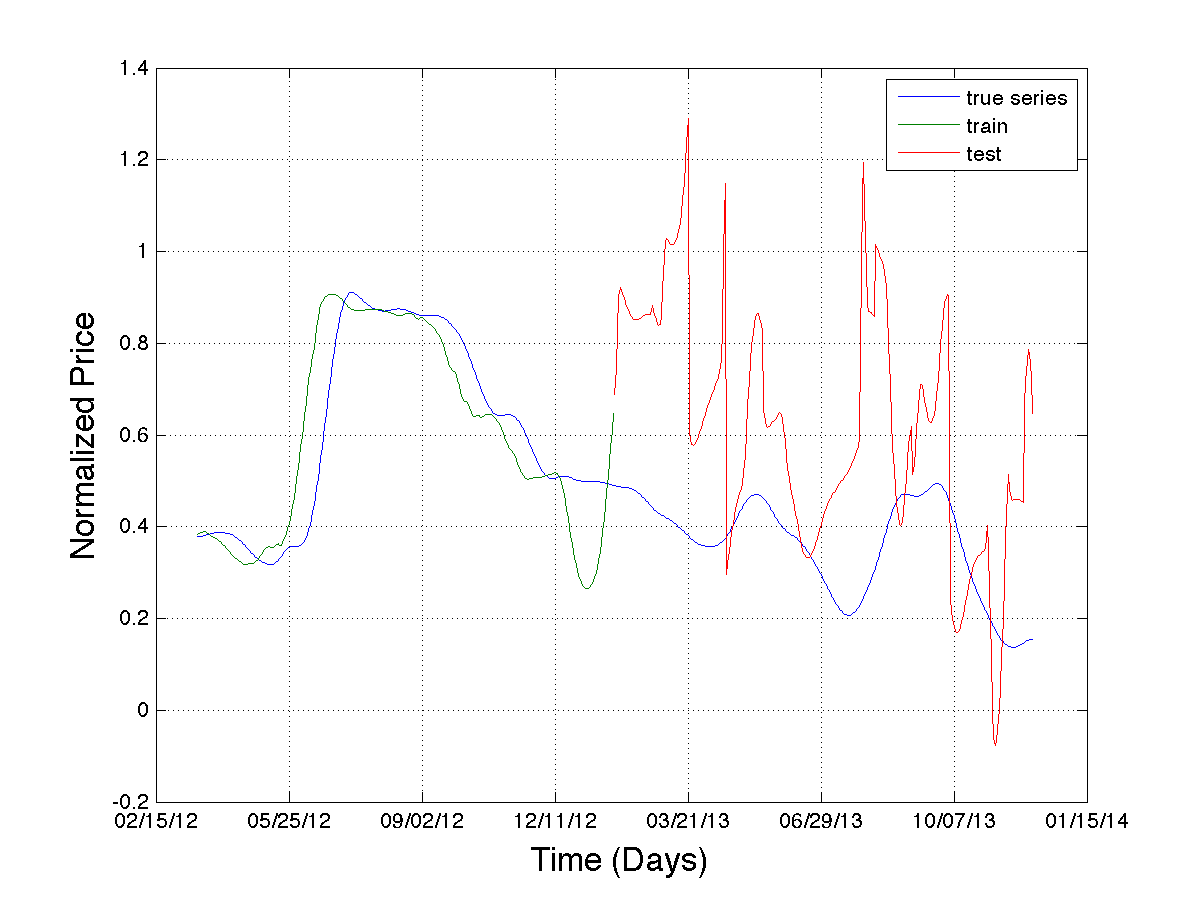 1.4
1.2
1
0.8
0.6
0.4
0.2
0
-0.2
Normalized Price
true series
train
test
02/15/12 05/25/12 09/02/12 12/11/12 03/21/13 06/29/13 10/07/13 01/15/14
Time (Days)